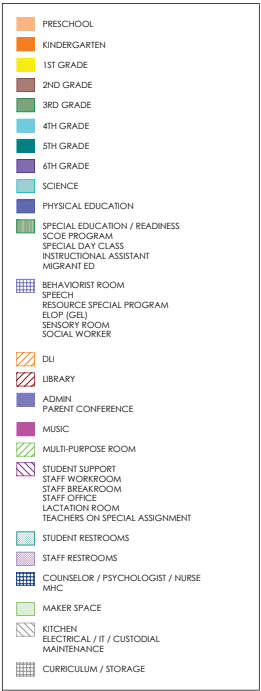 PRESCHOOL
KINDERGARTEN
1ST GRADE
2ND GRADE
3RD GRADE
4TH GRADE
5TH GRADE
6TH GRADE
SCIENCE
PHYSICAL EDUCATION
SPECIAL EDUCATION / READINESS
SCOE PROGRAM
SPECIAL DAY CLASS
INSTRUCTIONAL ASSISTANT
MIGRANT ED
BEHAVIORIST ROOM
SPEECH
RESOURCE SPECIAL PROGRAM
ELOP (GEL)
SENSORY ROOM
SOCIAL WORKER
DLI
LIBRARY
ADMIN
PARENT CONFERENCE
MUSIC
MULTI-PURPOSE ROOM
STUDENT SUPPORT
STAFF WORKROOM
STAFF BREAKROOM
STAFF OFFICE
LACTATION ROOM
TEACHERS ON SPECIAL ASSIGNMENT
STUDENT RESTROOMS
STAFF RESTROOMS
COUNSELOR / PSYCHOLOGIST / NURSE
MHC
MAKER SPACE
KITCHEN
ELECTRICAL / IT / CUSTODIAL
MAINTENANCE
CURRICULUM / STORAGE